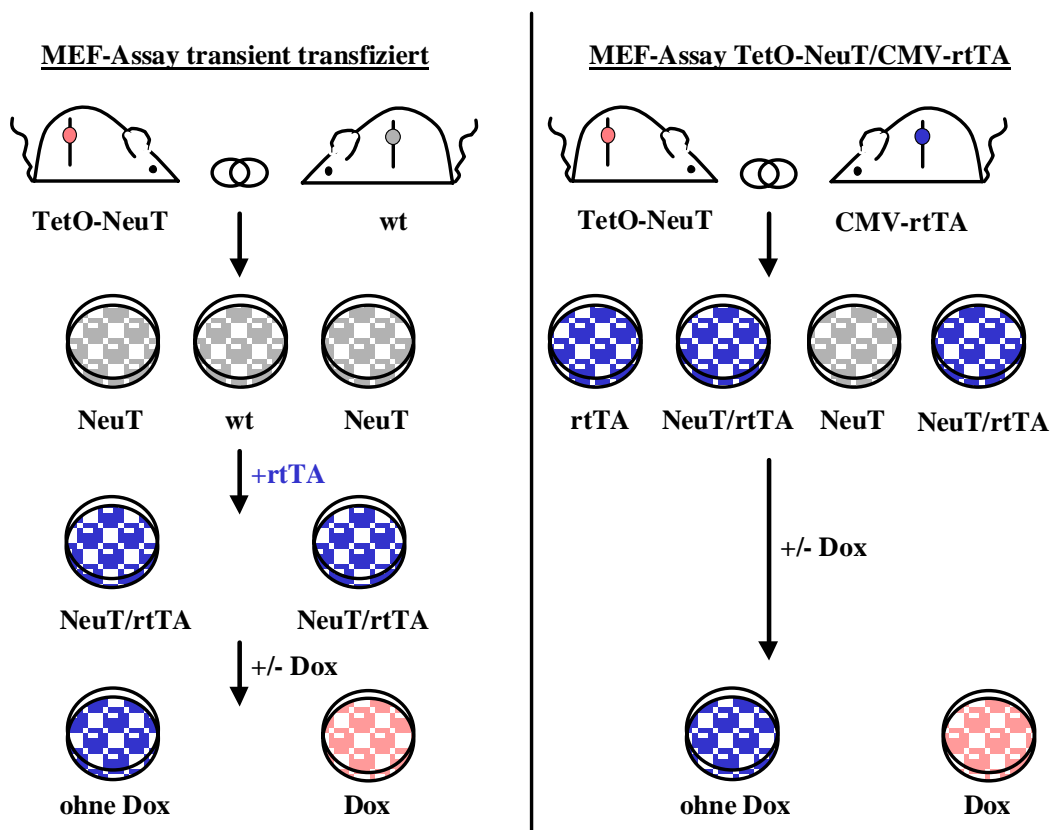 MEF-Assay transient transfiziert
TetO-NeuT
wt
NeuT
wt
NeuT
+rtTA
NeuT/rtTA
NeuT/rtTA
+/- Dox
ohne Dox
Dox
MEF-Assay TetO-NeuT/CMV-rtTA
TetO-NeuT
CMV-rtTA
rtTA
NeuT/rtTA
NeuT
NeuT/rtTA
+/- Dox
ohne Dox
Dox